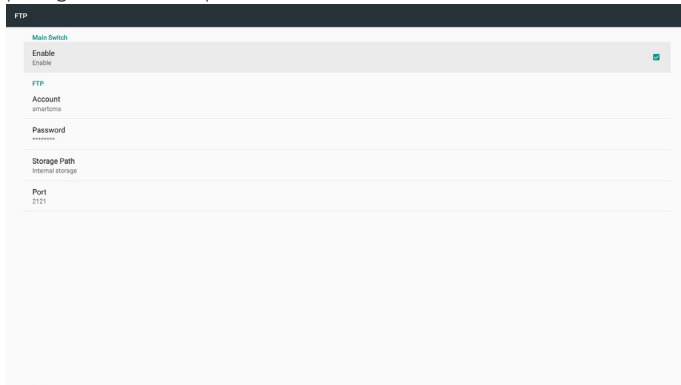 FTP
Main Switch
Enable
Enable
FTP
Account
smartcms
Password
********
Storage Path
Internal storage
Port
2121